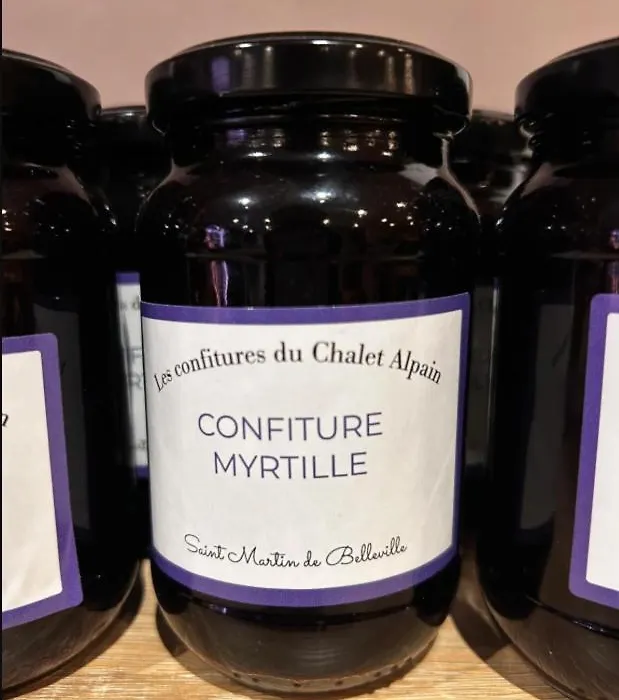 Les confitures du Chalet Alpain
CONFITURE
MYRTILLE
Saint Martin de Belleville